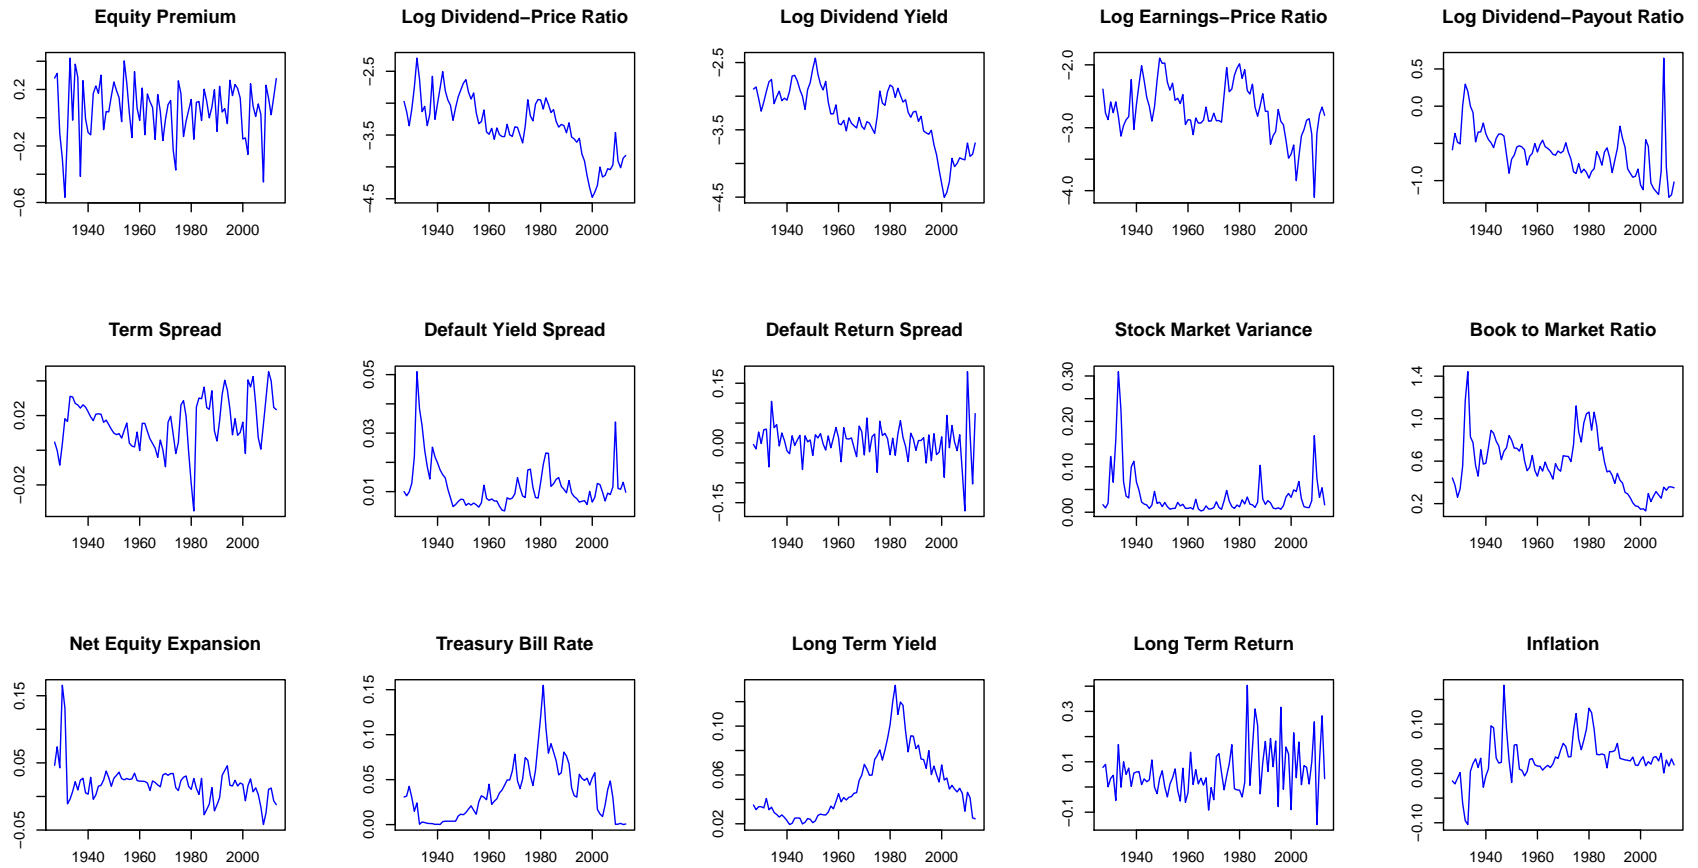 Equity Premium
0.2
−0.2
−0.6
1940 1960 1980 2000
Log Dividend−Price Ratio
−2.5
−3.5
−4.5
1940 1960 1980 2000
Log Dividend Yield
−2.5
−3.5
−4.5
1940 1960 1980 2000
Log Earnings−Price Ratio
−2.0
−3.0
−4.0
1940 1960 1980 2000
Log Dividend−Payout Ratio
0.5
0.0
−1.0
1940 1960 1980 2000
Term Spread
0.02
−0.02
1940 1960 1980 2000
Default Yield Spread
0.05
0.03
0.01
1940 1960 1980 2000
Default Return Spread
0.15
0.00
−0.15
1940 1960 1980 2000
Stock Market Variance
0.30
0.20
0.10
0.00
1940 1960 1980 2000
Book to Market Ratio
1.4
1.0
0.6
0.2
1940 1960 1980 2000
Net Equity Expansion
0.15
0.05
−0.05
1940 1960 1980 2000
Treasury Bill Rate
0.15
0.10
0.05
0.00
1940 1960 1980 2000
Long Term Yield
0.10
0.06
0.02
1940 1960 1980 2000
Long Term Return
0.3
0.1
−0.1
1940 1960 1980 2000
Inflation
0.10
0.00
−0.10
1940 1960 1980 2000